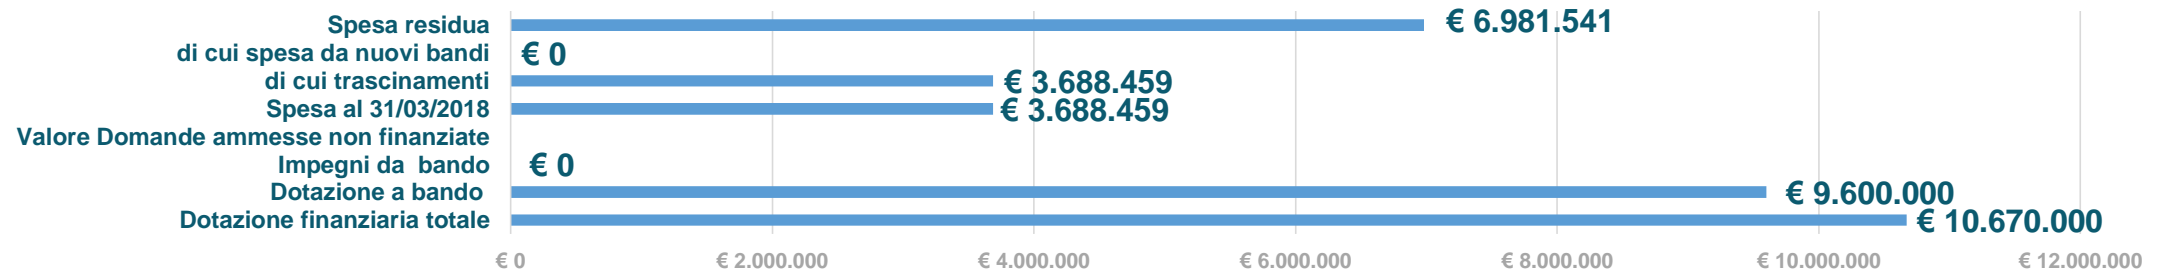 Spesa residua € 6.981.541
di cui spesa da nuovi bandi € 0
di cui trascinamenti € 3.688.459
Spesa al 31/03/2018 € 3.688.459
Valore Domande ammesse non finanziate
Impegni da bando € 0
Dotazione a bando € 9.600.000
Dotazione finanziaria totale € 10.670.000
€ 0 € 2.000.000 € 4.000.000 € 6.000.000 € 8.000.000 € 10.000.000 € 12.000.000